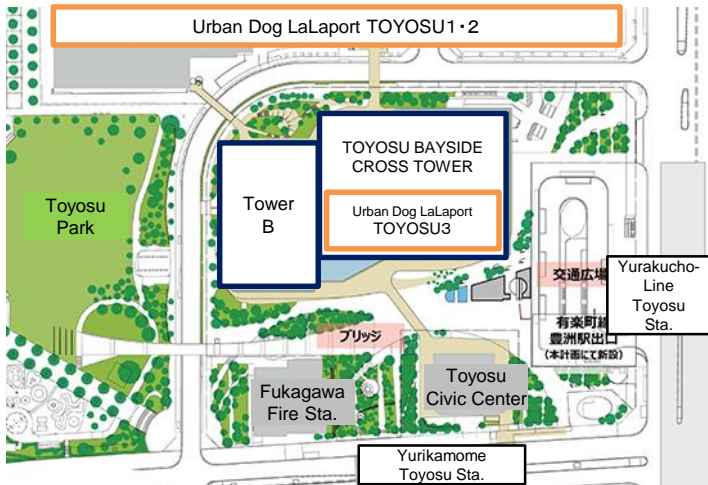 Urban Dog LaLaport TOYOSU1・2
TOYOSU BAYSIDE
CROSS TOWER
Tower
B
Urban Dog LaLaport
TOYOSU3
Toyosu
Park
交通広場
Yurakucho-
Line
Toyosu
Sta.
有楽町線
豊洲駅出口
(本計画にて新設)
ブリッジ
Fukagawa
Fire Sta.
Toyosu
Civic Center
Yurikamome
Toyosu Sta.